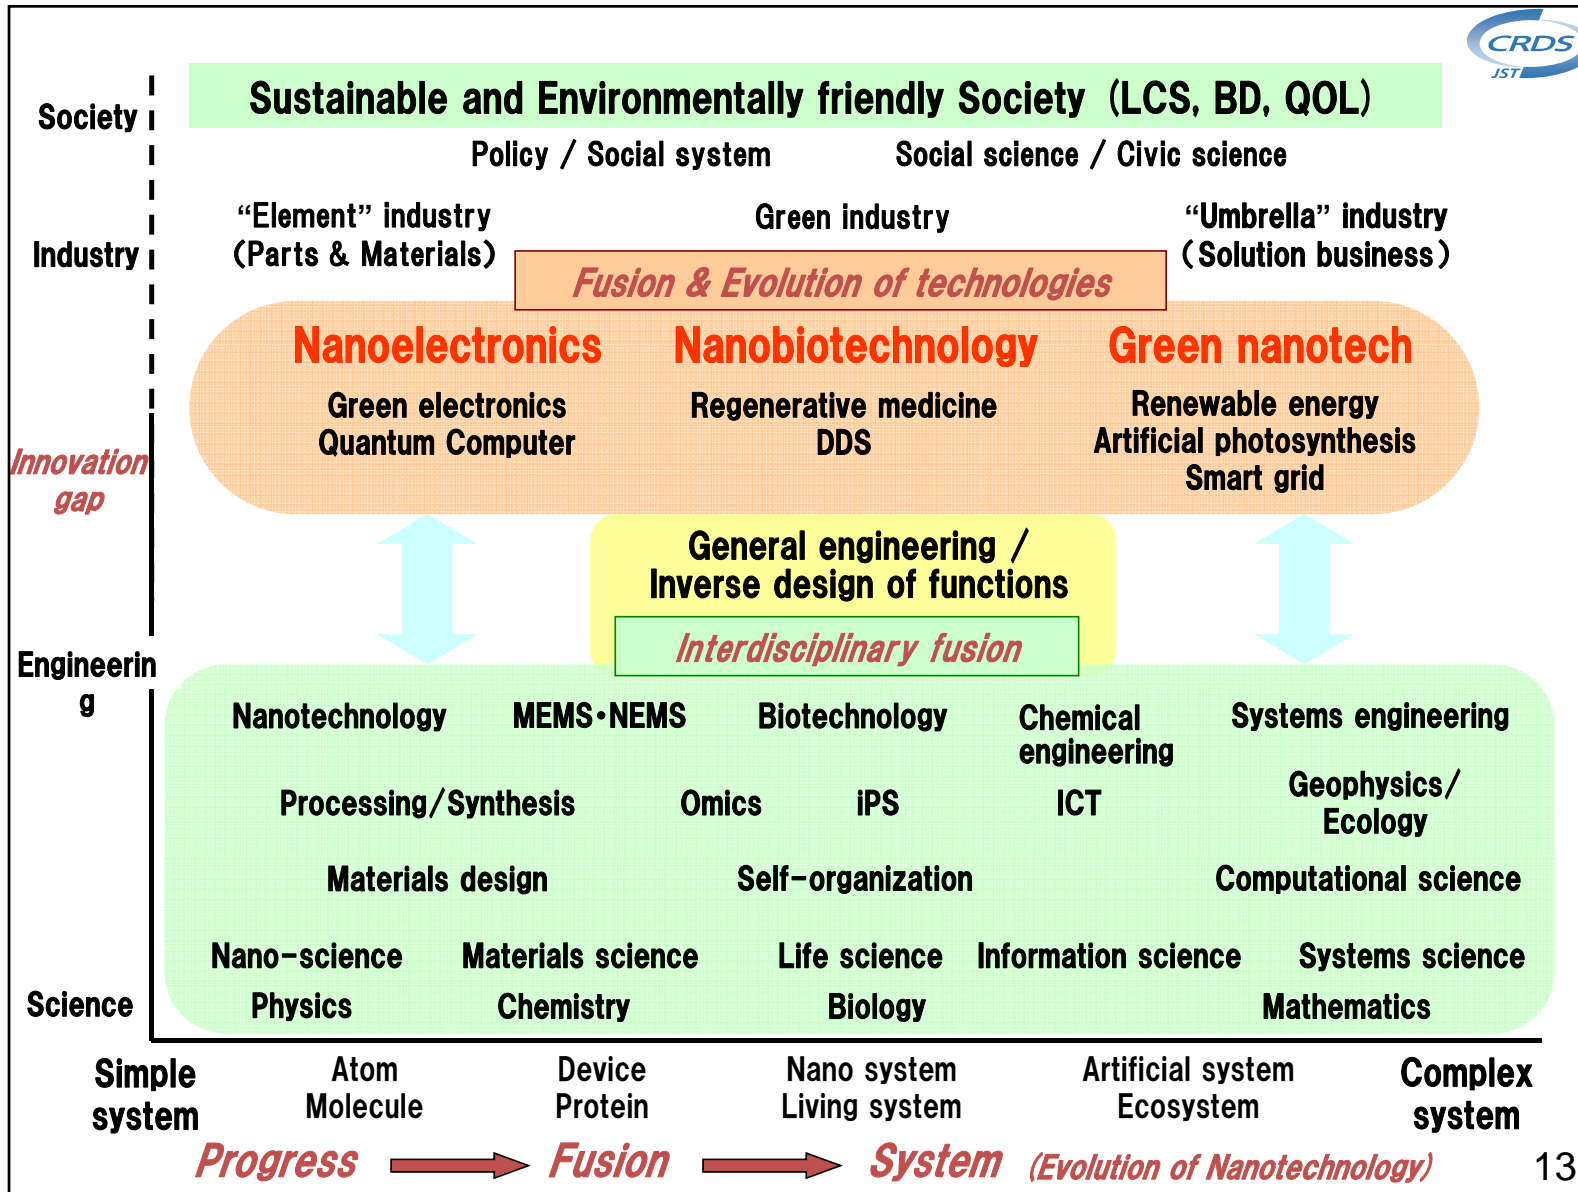 CRDS
JST
Society
Sustainable and Environmentally friendly Society (LCS, BD, QOL)
Policy / Social system
Social science / Civic science
Industry
“Element” industry
(Parts & Materials)
Green industry
“Umbrella” industry
(Solution business)
Fusion & Evolution of technologies
Nanoelectronics
Nanobiotechnology
Green nanotech
Green electronics
Quantum Computer
Regenerative medicine
DDS
Renewable energy
Artificial photosynthesis
Smart grid
Innovation
gap
General engineering /
Inverse design of functions
Interdisciplinary fusion
Engineerin
g
Nanotechnology
MEMS・NEMS
Biotechnology
Chemical
engineering
Systems engineering
Processing/Synthesis
Omics
iPS
ICT
Geophysics/
Ecology
Materials design
Self-organization
Computational science
Nano-science
Materials science
Life science
Information science
Systems science
Science
Physics
Chemistry
Biology
Mathematics
Simple
system
Atom
Molecule
Device
Protein
Nano system
Living system
Artificial system
Ecosystem
Complex
system
Progress
Fusion
System
(Evolution of Nanotechnology)
13